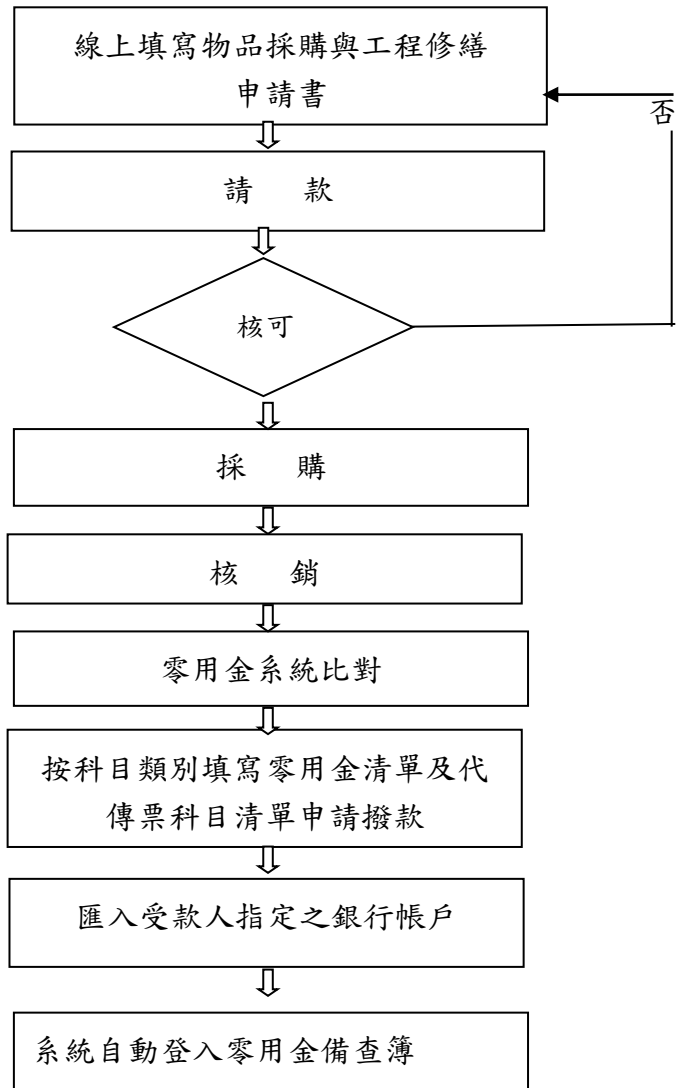 線上填寫物品採購與工程修繕
申請書
否
請 款
核可
採 購
核 銷
零用金系統比對
按科目類別填寫零用金清單及代
傳票科目清單申請撥款
匯入受款人指定之銀行帳戶
系統自動登入零用金備查簿